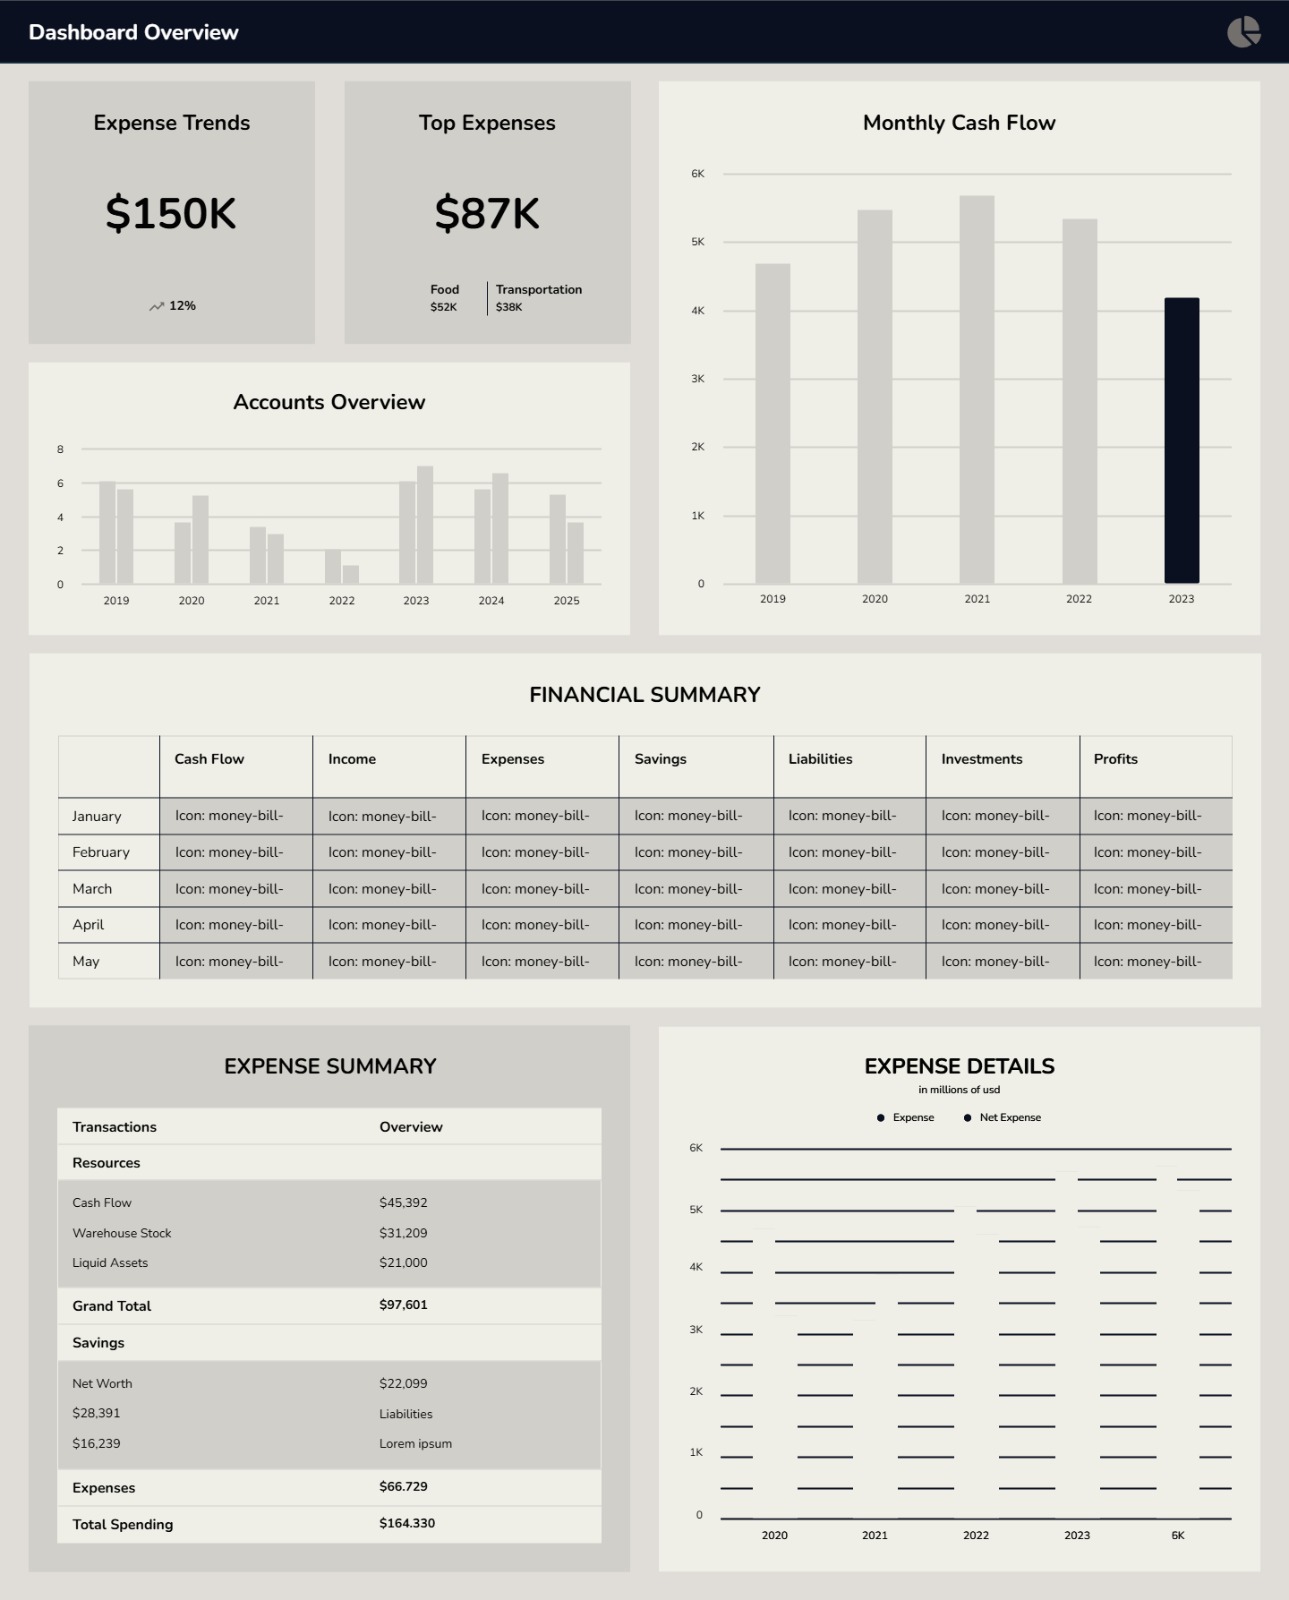 Dashboard Overview
Expense Trends
$150K
12%
Top Expenses
$87K
Food
$52K
Transportation
$38K
Monthly Cash Flow
6K
5K
4K
3K
2K
1K
0
2019 2020 2021 2022 2023
Accounts Overview
8
6
4
2
0
2019 2020 2021 2022 2023 2024 2025
FINANCIAL SUMMARY
Cash Flow Income Expenses Savings Liabilities Investments Profits
January Icon: money-bill- Icon: money-bill- Icon: money-bill- Icon: money-bill- Icon: money-bill- Icon: money-bill- Icon: money-bill-
February Icon: money-bill- Icon: money-bill- Icon: money-bill- Icon: money-bill- Icon: money-bill- Icon: money-bill- Icon: money-bill-
March Icon: money-bill- Icon: money-bill- Icon: money-bill- Icon: money-bill- Icon: money-bill- Icon: money-bill- Icon: money-bill-
April Icon: money-bill- Icon: money-bill- Icon: money-bill- Icon: money-bill- Icon: money-bill- Icon: money-bill- Icon: money-bill-
May Icon: money-bill- Icon: money-bill- Icon: money-bill- Icon: money-bill- Icon: money-bill- Icon: money-bill- Icon: money-bill-
EXPENSE SUMMARY
Transactions Overview
Resources
Cash Flow $45,392
Warehouse Stock $31,209
Liquid Assets $21,000
Grand Total $97,601
Savings
Net Worth $22,099
$28,391 Liabilities
$16,239 Lorem ipsum
Expenses $66.729
Total Spending $164.330
EXPENSE DETAILS
in millions of usd
Expense Net Expense
6K
5K
4K
3K
2K
1K
0
2020 2021 2022 2023 6K